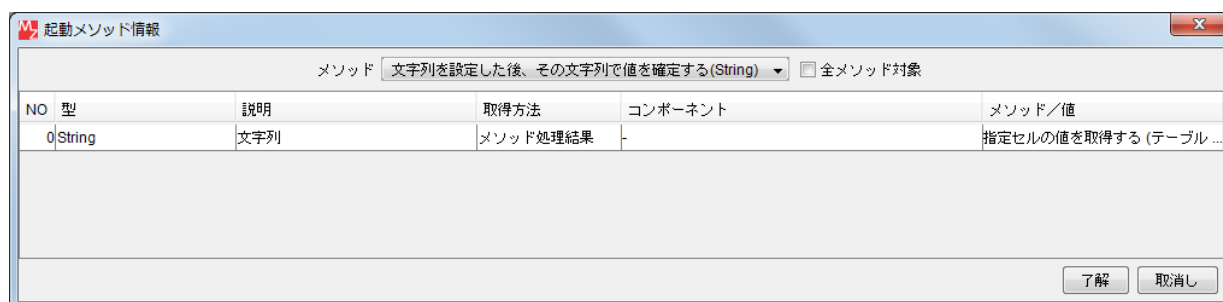 起動メソッド情報
メソッド 文字列を設定した後、その文字列で値を確定する(String) 全メソッド対象
NO 型 説明 取得方法 コンポーネント メソッド／値
0 String 文字列 メソッド処理結果 - 指定セルの値を取得する (テーブル ...
了解 取消し